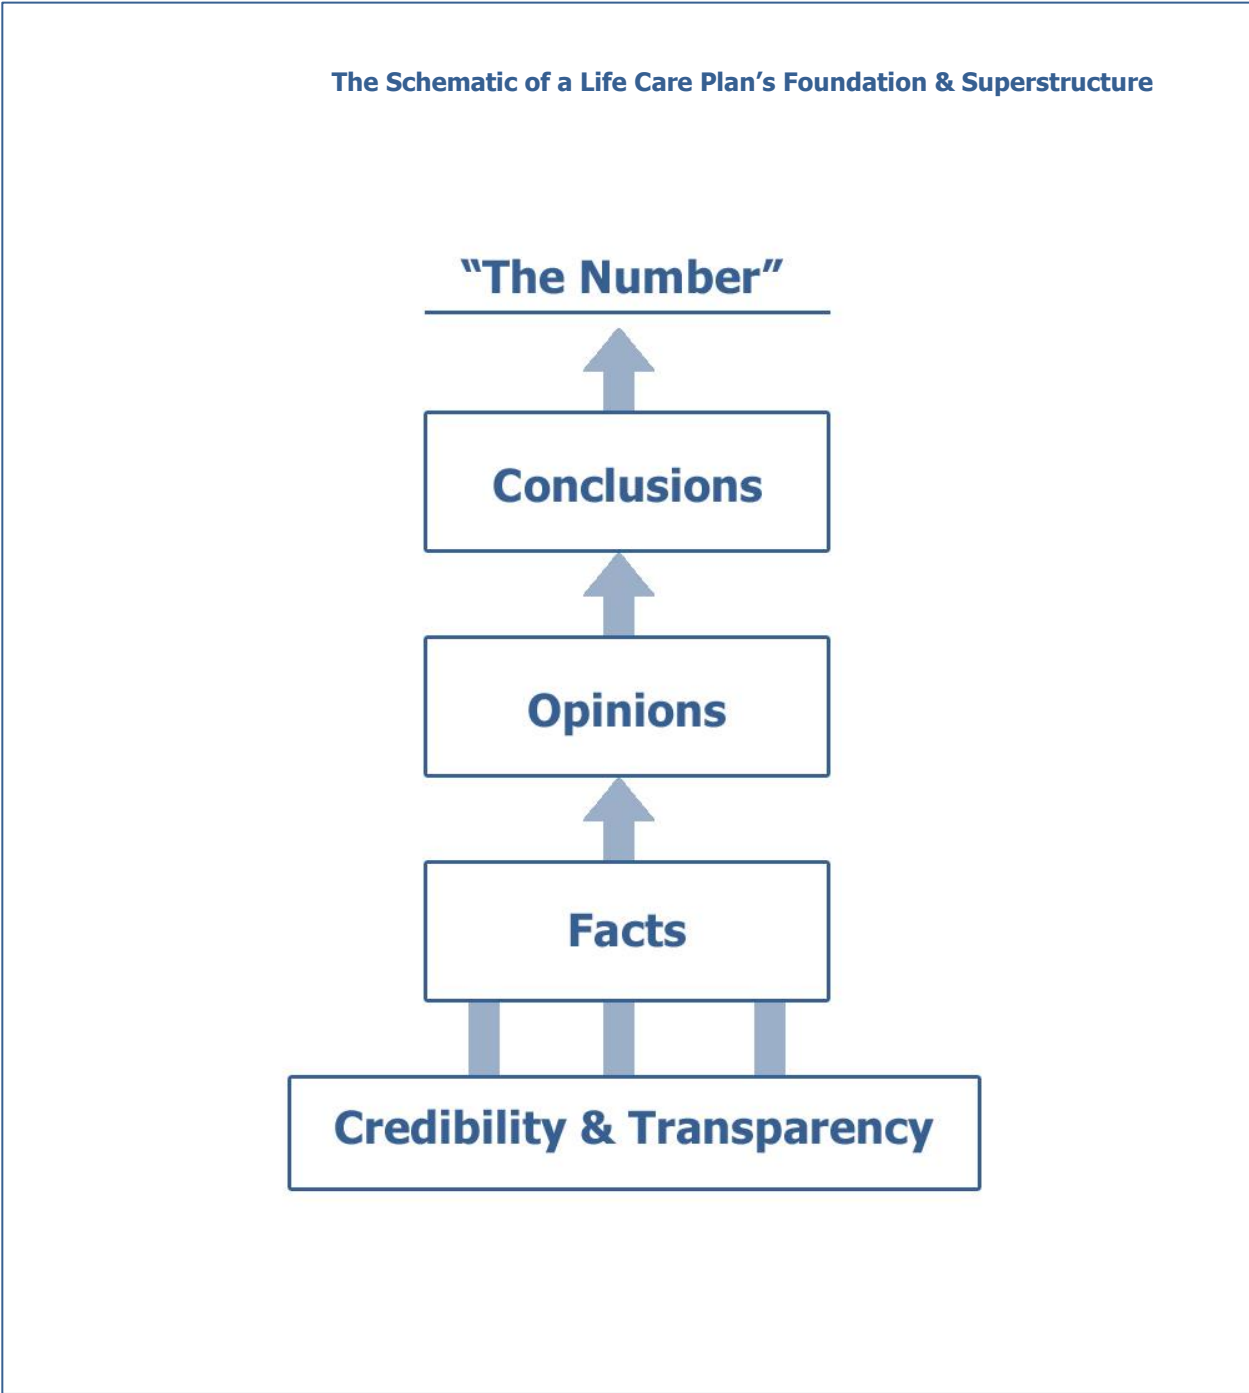 The Schematic of a Life Care Plan’s Foundation & Superstructure
“The Number”
Conclusions
Opinions
Facts
Credibility & Transparency